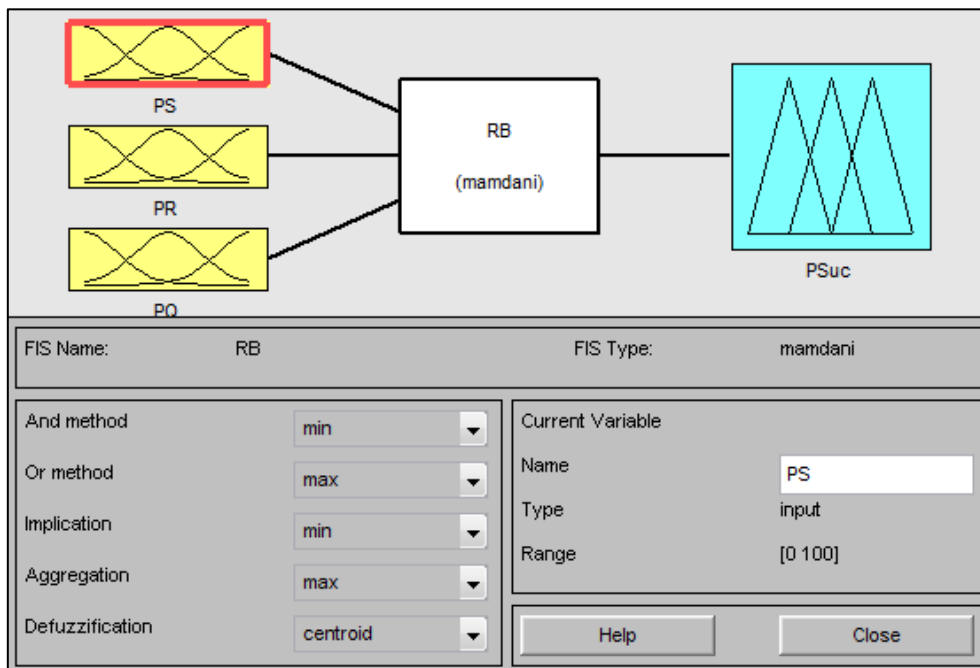 PS
PR
PQ
RB
(mamdani)
PSuc
FIS Name: RB FIS Type: mamdani
And method min
Or method max
Implication min
Aggregation max
Defuzzification centroid
Current Variable
Name PS
Type input
Range [0 100]
Help Close